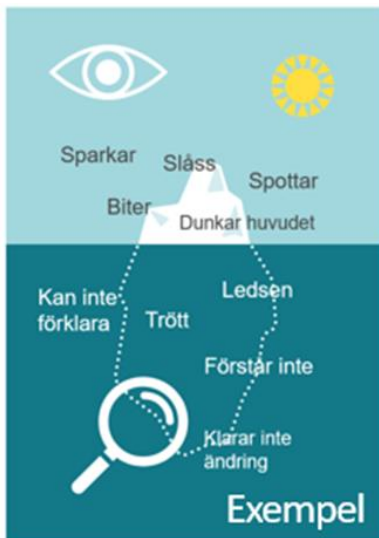 Sparkar
Slåss
Spottar
Biter
Dunkar huvudet
Kan inte
förklara
Trött
Ledsen
Förstår inte
Klarar inte
ändring
Exempel